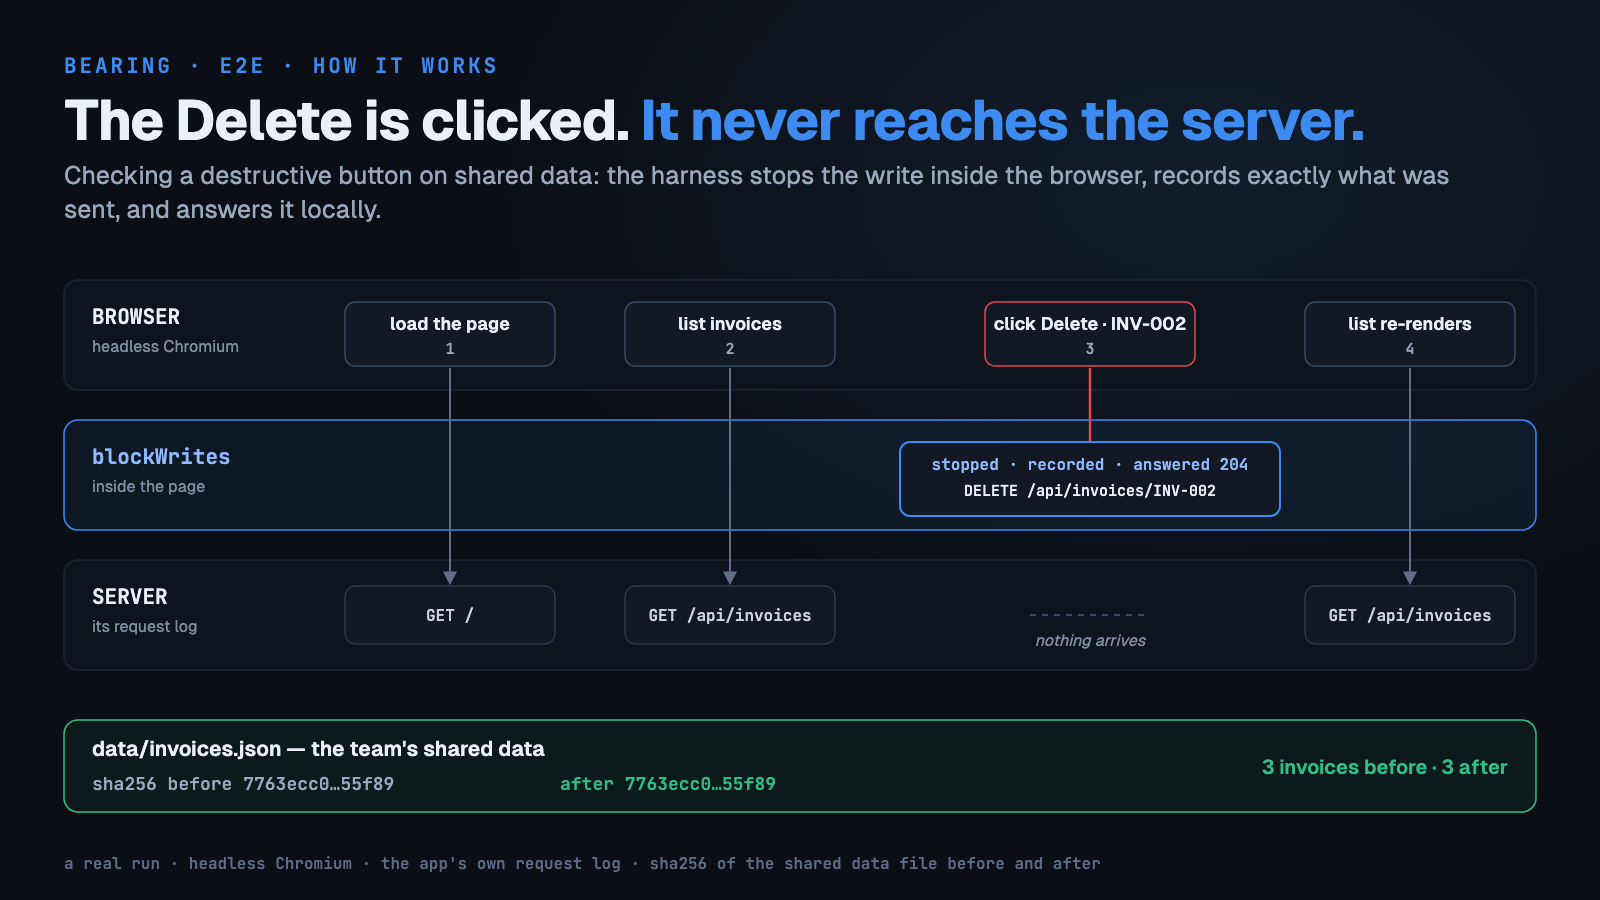 BEARING · E2E · HOW IT WORKS
The Delete is clicked. It never reaches the server.
Checking a destructive button on shared data: the harness stops the write inside the browser, records exactly what was
sent, and answers it locally.
BROWSER
headless Chromium
load the page
1
list invoices
2
click Delete · INV-002
3
list re-renders
4
blockWrites
inside the page
stopped · recorded · answered 204
DELETE /api/invoices/INV-002
SERVER
its request log
GET /
GET /api/invoices
nothing arrives
GET /api/invoices
data/invoices.json — the team's shared data
sha256 before 7763ecc0…55f89
after 7763ecc0…55f89
3 invoices before · 3 after
a real run · headless Chromium · the app's own request log · sha256 of the shared data file before and after